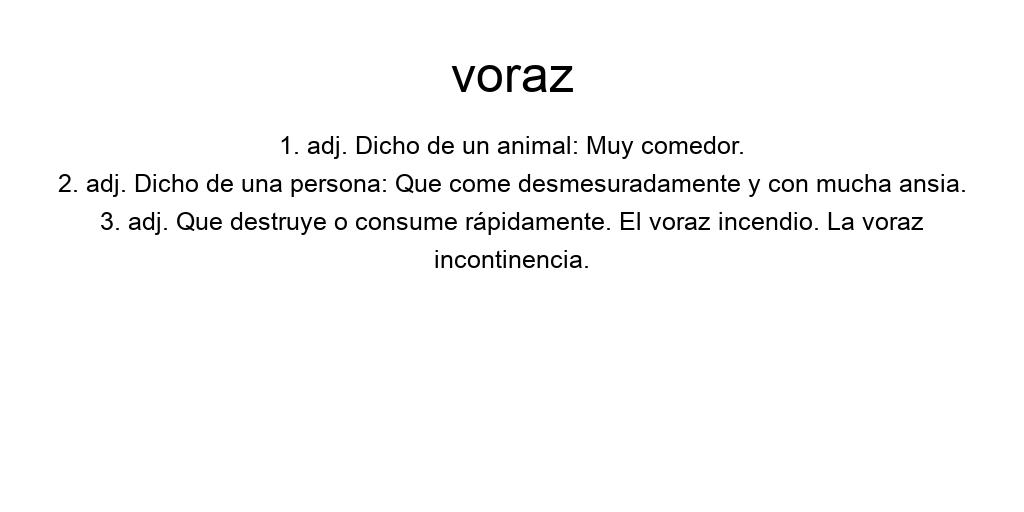 voraz
1. adj. Dicho de un animal: Muy comedor.
2. adj. Dicho de una persona: Que come desmesuradamente y con mucha ansia.
3. adj. Que destruye o consume rápidamente. El voraz incendio. La voraz
incontinencia.